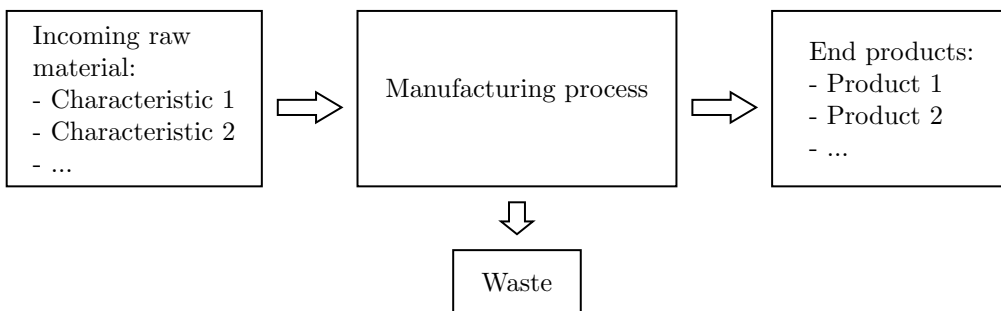 Incoming raw
material:
- Characteristic 1
- Characteristic 2
- ...
Manufacturing process
End products:
- Product 1
- Product 2
- ...
Waste